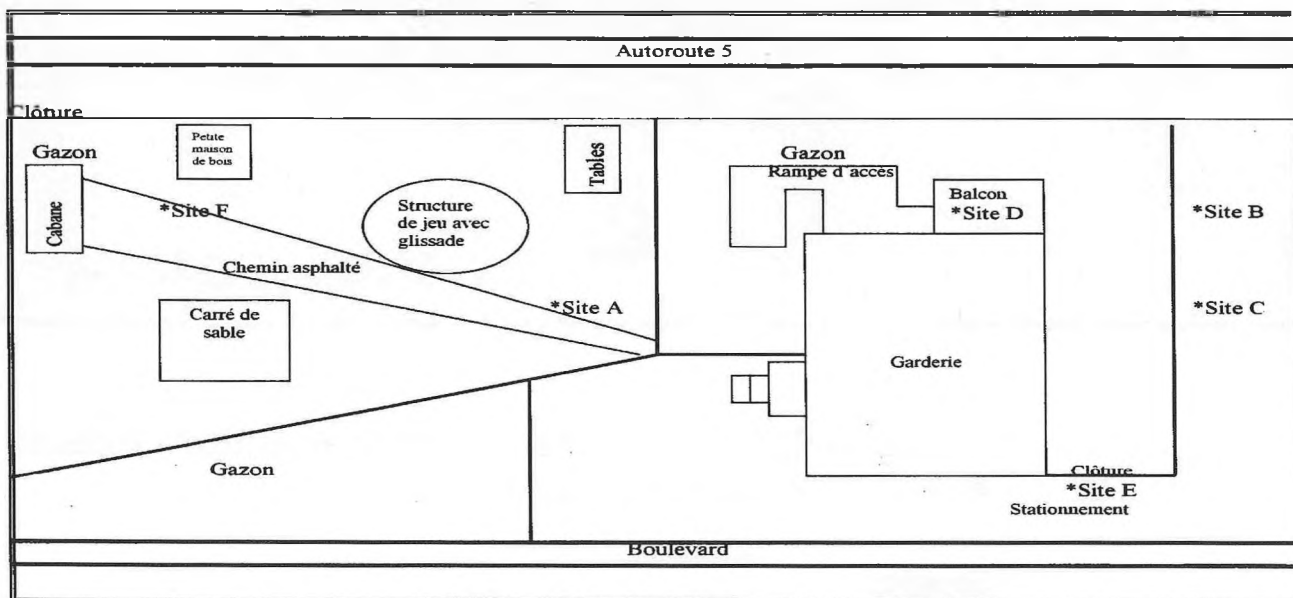 Autoroute 5
Clôture
Gazon
Petite
maison
de bois
Tables
Gazon
Rampe d'accès
Balcon
*Site D
*Site B
Cabane
*Site F
Structure
de jeu avec
glissade
Chemin asphalté
*Site A
*Site C
Carré de
sable
Garderie
Gazon
Clôture
*Site E
Stationnement
Boulevard